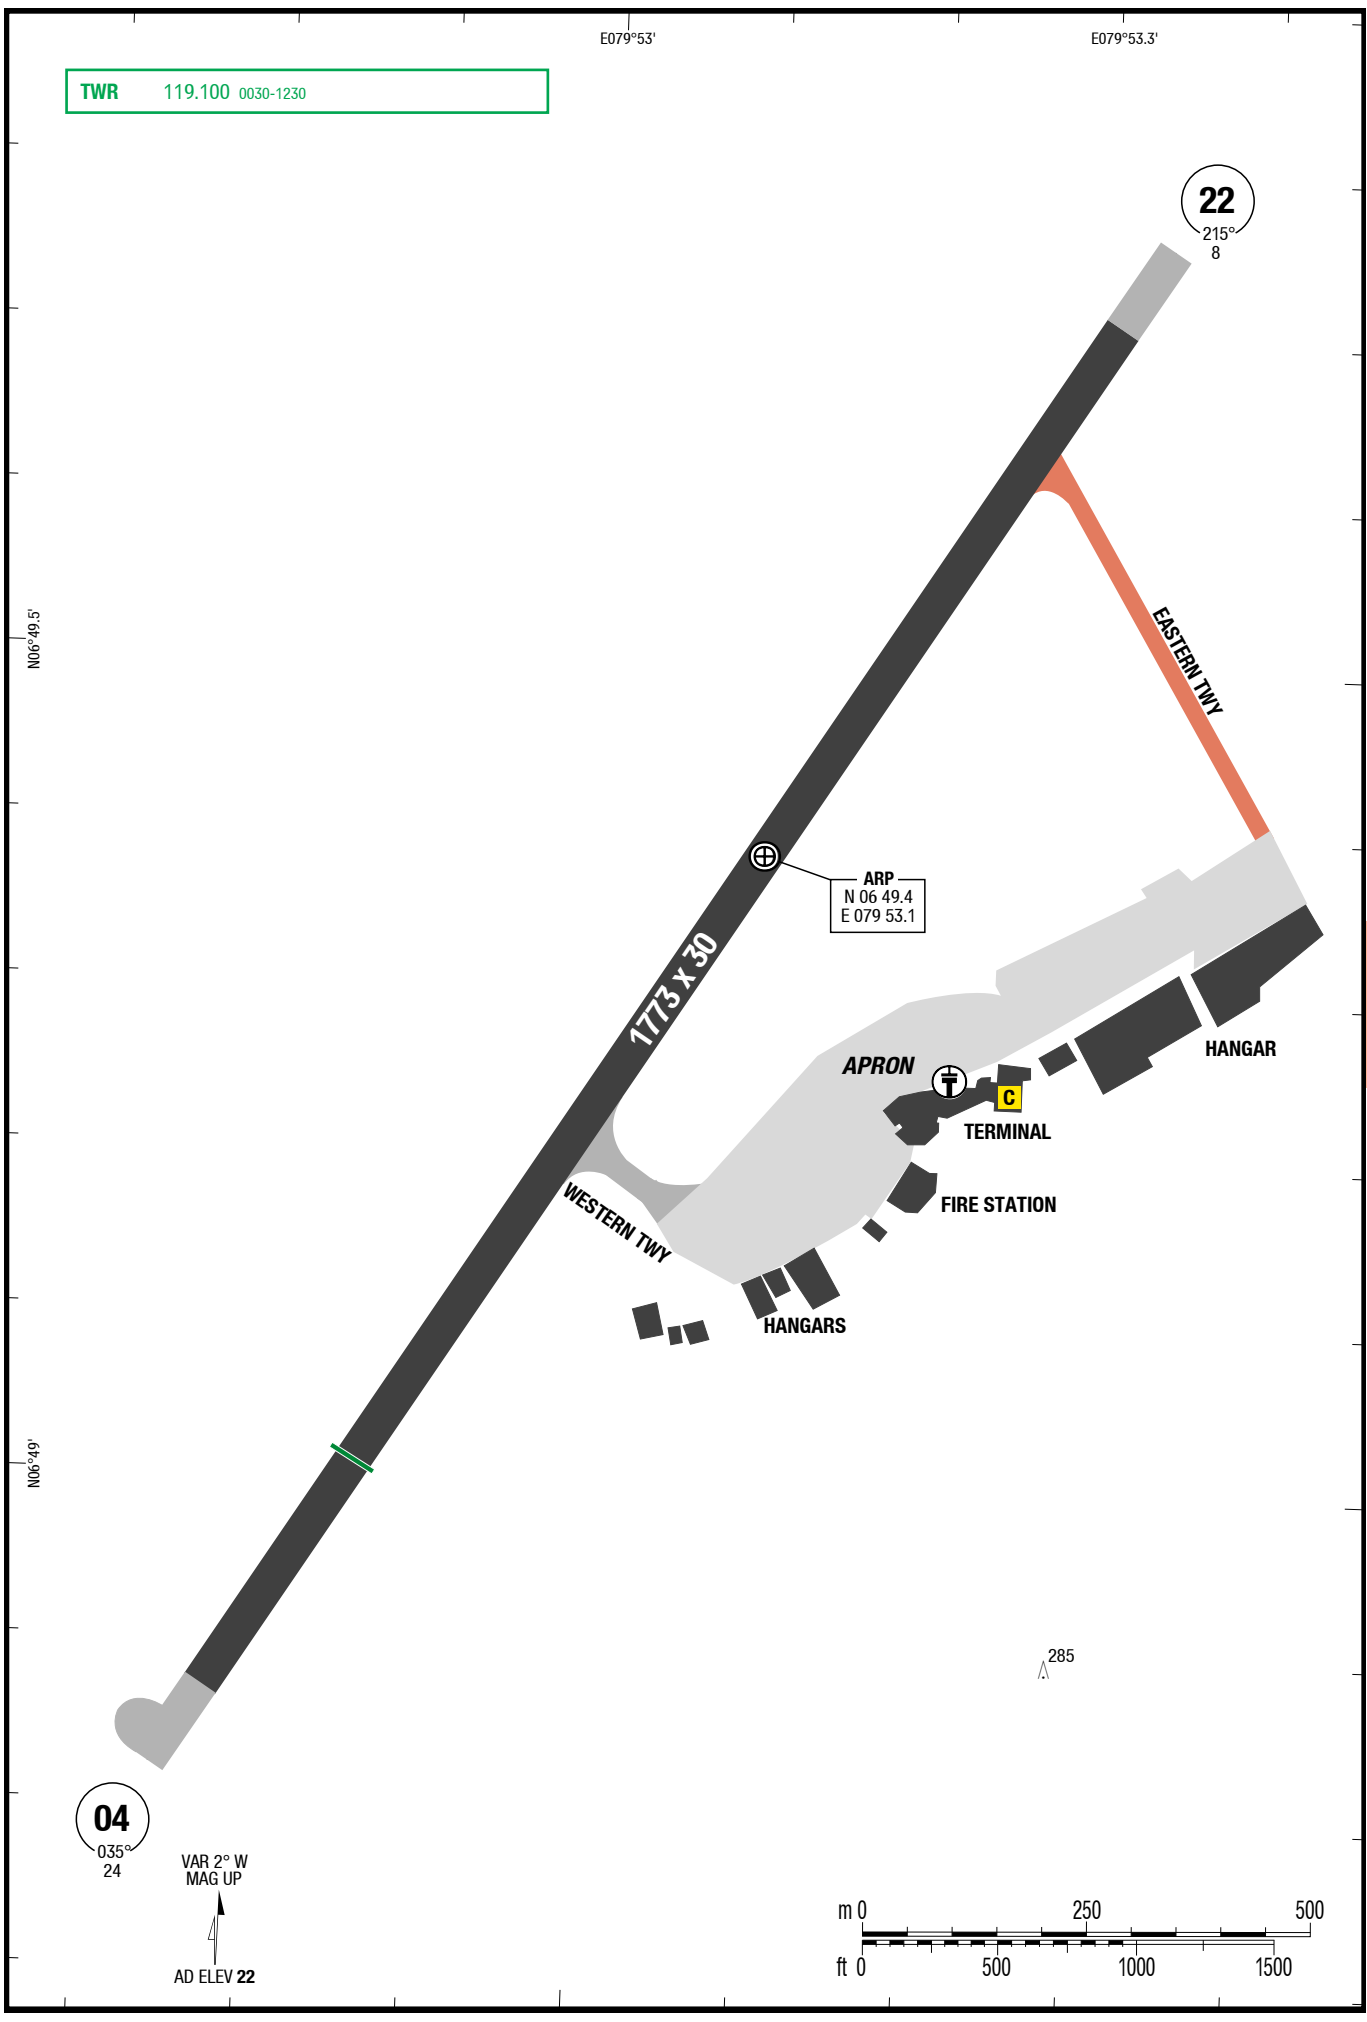 E079°53'
E079°53.3'
TWR 119.100 0030-1230
22
215°
8
N06°49.5'
EASTERN TWY
ARP
N 06 49.4
E 079 53.1
1773 x 30
HANGAR
APRON
C
TERMINAL
WESTERN TWY
FIRE STATION
HANGARS
N06°49'
285
04
035°
24
VAR 2° W
MAG UP
AD ELEV 22
m 0 250 500
ft 0 500 1000 1500